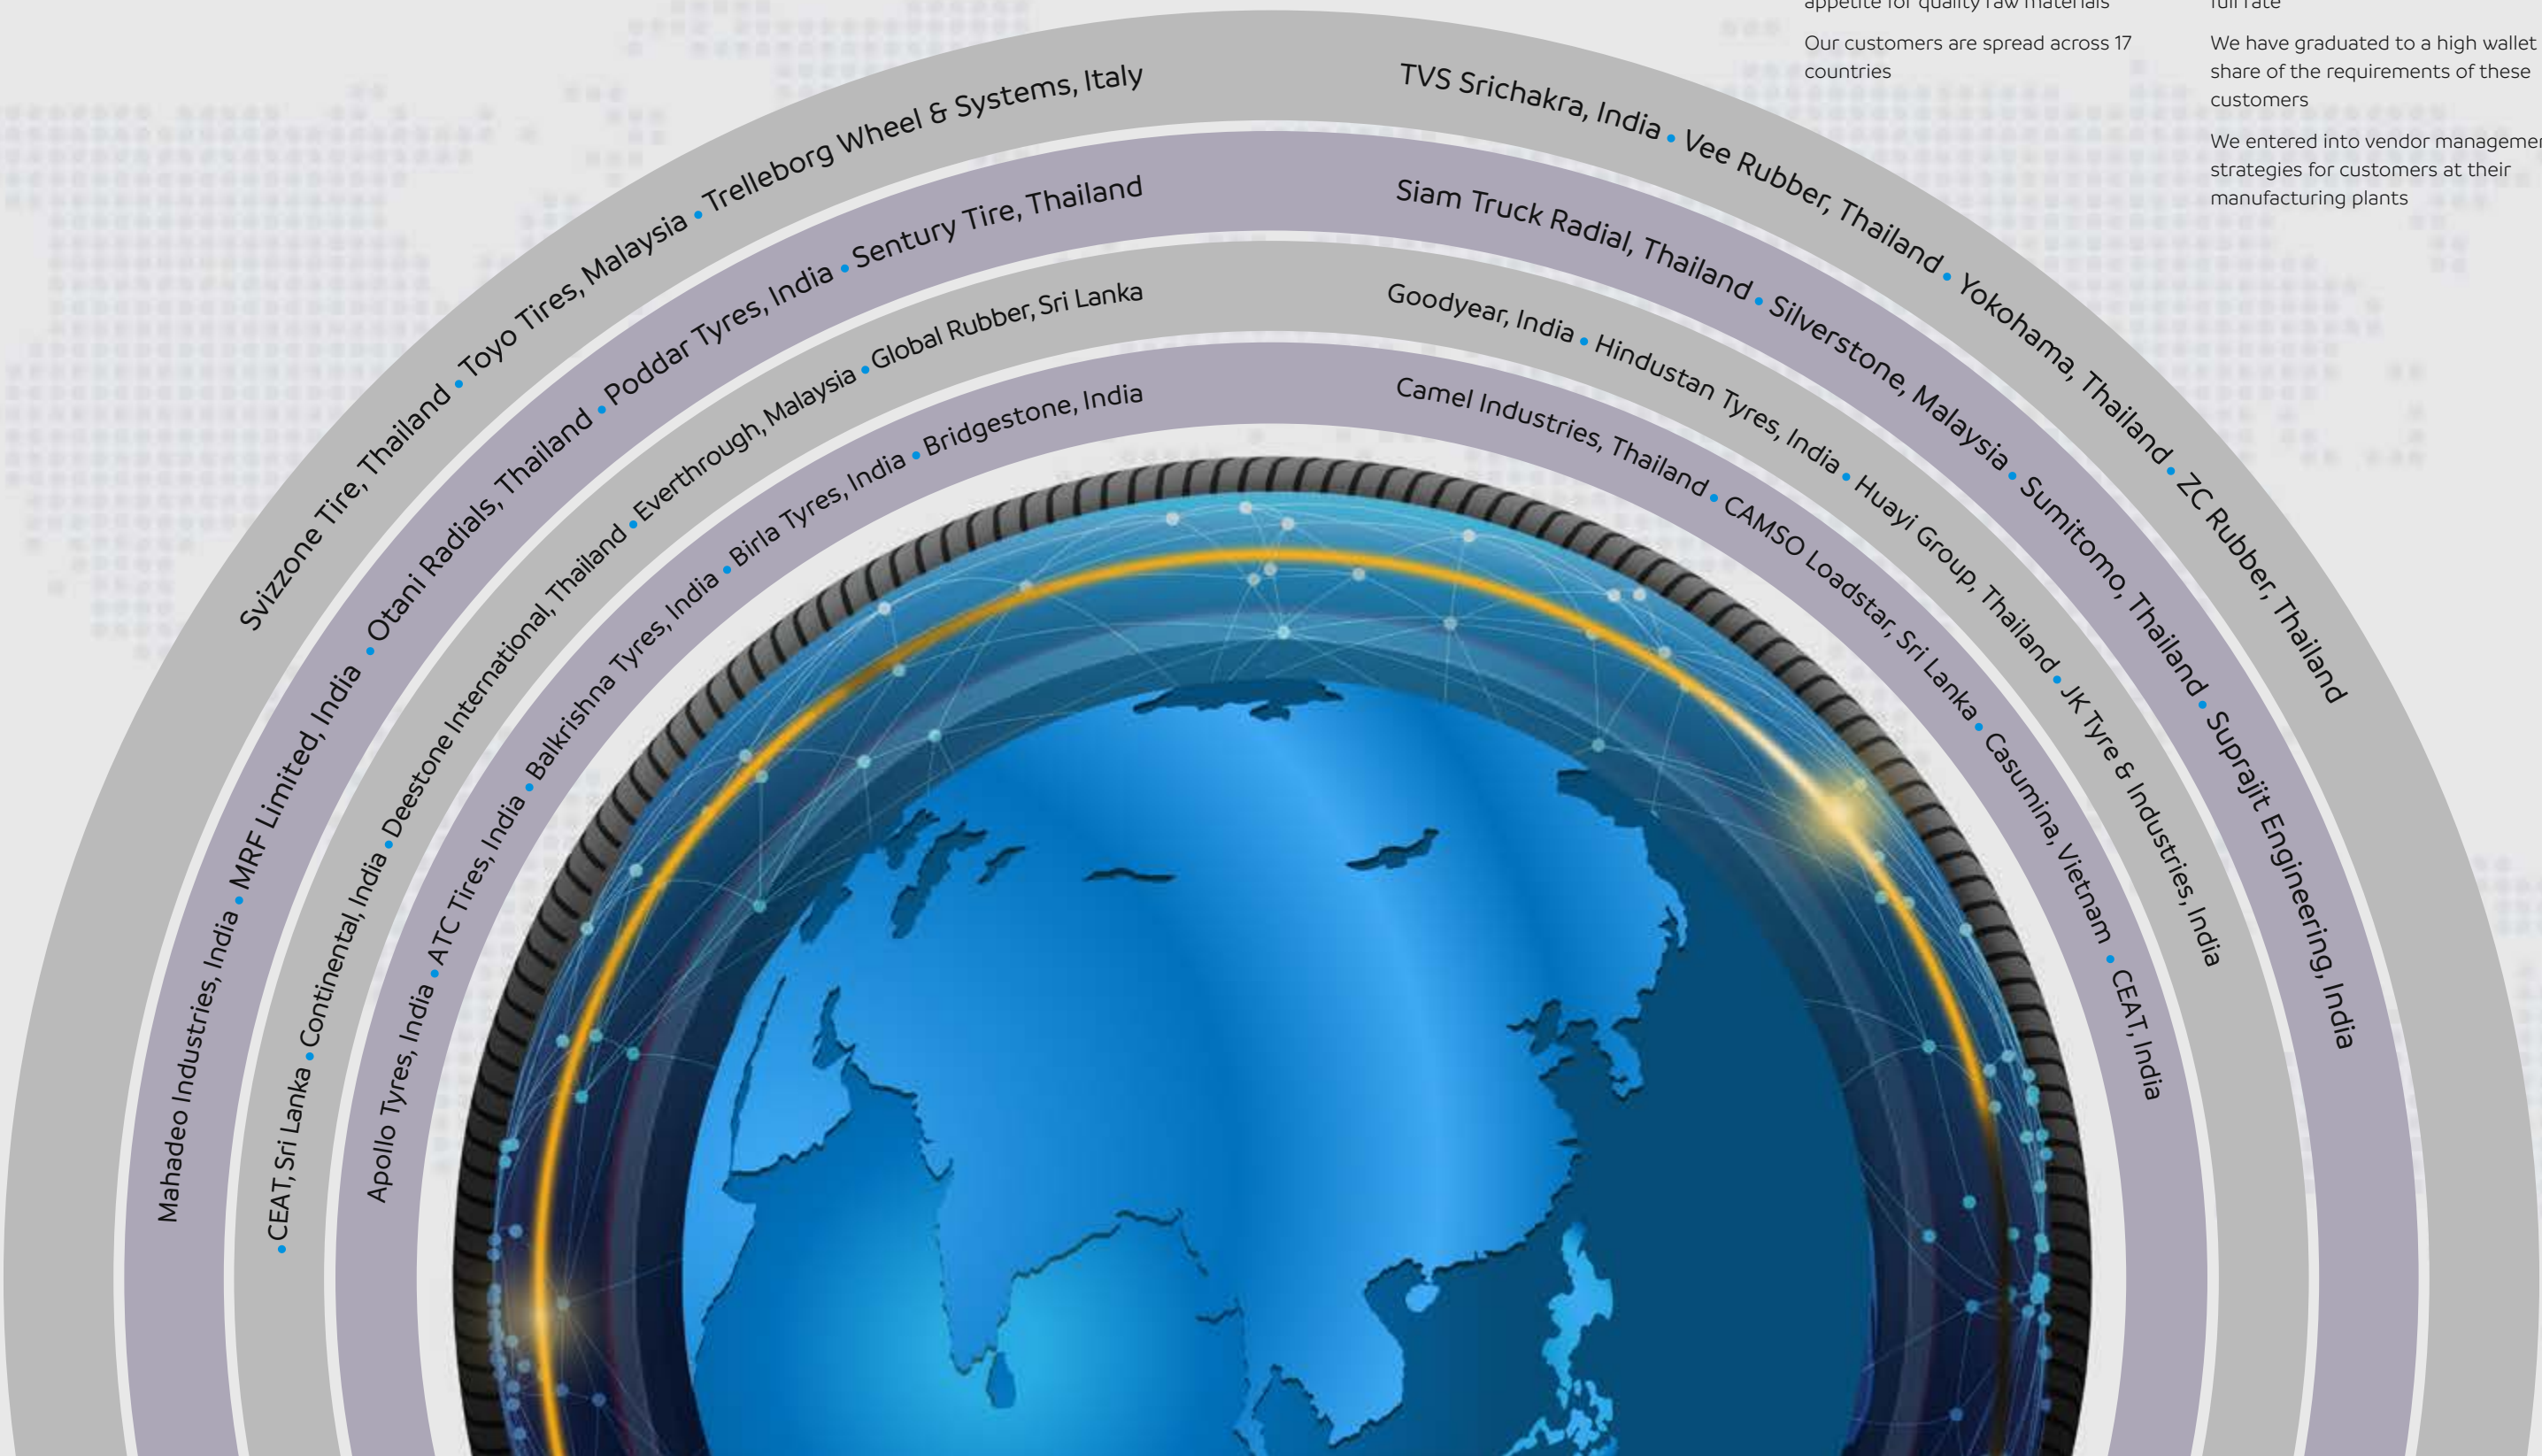 appetite for quality raw materials
Our customers are spread across 17
countries
full rate
We have graduated to a high wallet
share of the requirements of these
customers
We entered into vendor
strategies for customers at their
manufacturing plants
Svizzone Tire, Thailand • Toyo Tires, Malaysia • Trelleborg Wheel & Systems, Italy
TVS Srichakra, India • Vee Rubber, Thailand • Yokohama, Thailand • ZC Rubber, Thailand
Mahadeo Industries, India • MRF Limited, India • Otani Radials, Thailand • Poddar Tyres, India • Sentury Tire, Thailand
Siam Truck Radial, Thailand • Silverstone, Malaysia • Sumitomo, Thailand • Suprajit Engineering, India
• CEAT, Sri Lanka • Continental, India • Deestone International, Thailand • Everthrough, Malaysia • Global Rubber, Sri Lanka
Goodyear, India • Hindustan Tyres, India • Huayi Group, Thailand • JK Tyre & Industries, India
Apollo Tyres, India • ATC Tires, India • Balkrishna Tyres, India • Birla Tyres, India • Bridgestone, India
Camel Industries, Thailand • CAMSO Loadstar, Sri Lanka • Casumina, Vietnam • CEAT, India